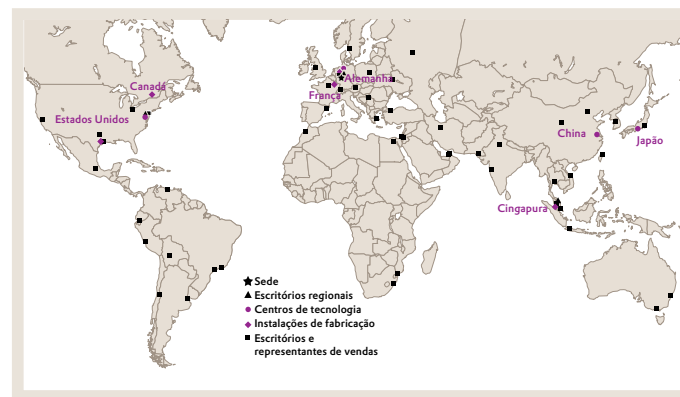 Canadá
Alemanha
França
Estados Unidos
China
Japão
Cingapura
Sede
Escritórios regionais
Centros de tecnologia
Instalações de fabricação
Escritórios e
representantes de vendas